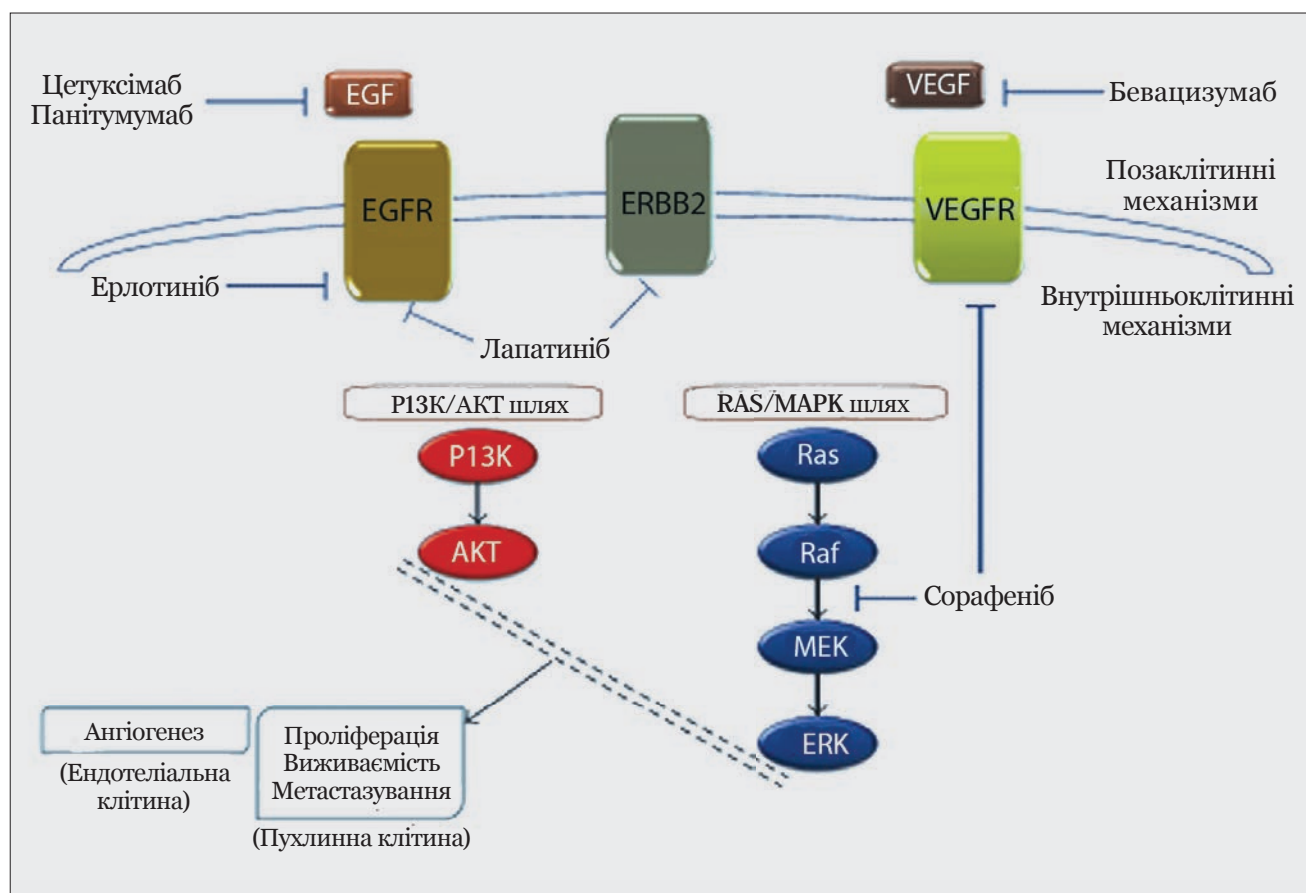 Цетуксімаб
Панітумумаб
EGF
VEGF
Бевацизумаб
EGFR
ERBB2
VEGFR
Позаклітинні
механізми
Ерлотиніб
Лапатиніб
Внутрішньоклітинні
механізми
P13K/АКТ шлях
RAS/MAPK шлях
P13K
Ras
AKT
Raf
Сорафеніб
MEK
ERK
Ангіогенез
(Ендотеліальна
клітина)
Проліферація
Виживаємість
Метастазування
(Пухлинна клітина)